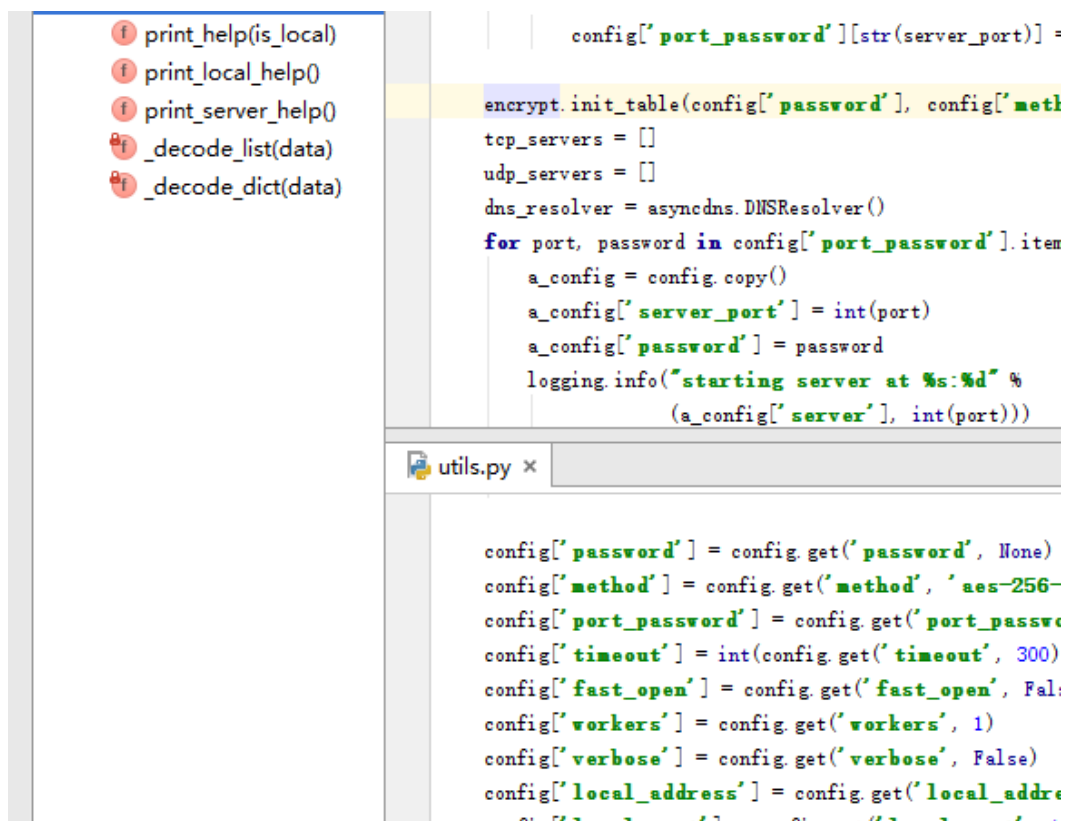 print_help(is_local)
print_local_help()
print_server_help()
_decode_list(data)
_decode_dict(data)
config['port_password'][str(server_port)] =
encrypt.init_table(config['password'], config['meth
tcp_servers = []
udp_servers = []
dns_resolver = asyncdns.DNSResolver()
for port, password in config['port_password'].item
a_config = config.copy()
a_config['server_port'] = int(port)
a_config['password'] = password
logging.info("starting server at %s:%d" %
(a_config['server'], int(port)))
utils.py
config['password'] = config.get('password', None)
config['method'] = config.get('method', 'aes-256-
config['port_password'] = config.get('port_passwo
config['timeout'] = int(config.get('timeout', 300)
config['fast_open'] = config.get('fast_open', Fal
config['workers'] = config.get('workers', 1)
config['verbose'] = config.get('verbose', False)
config['local_address'] = config.get('local_addre